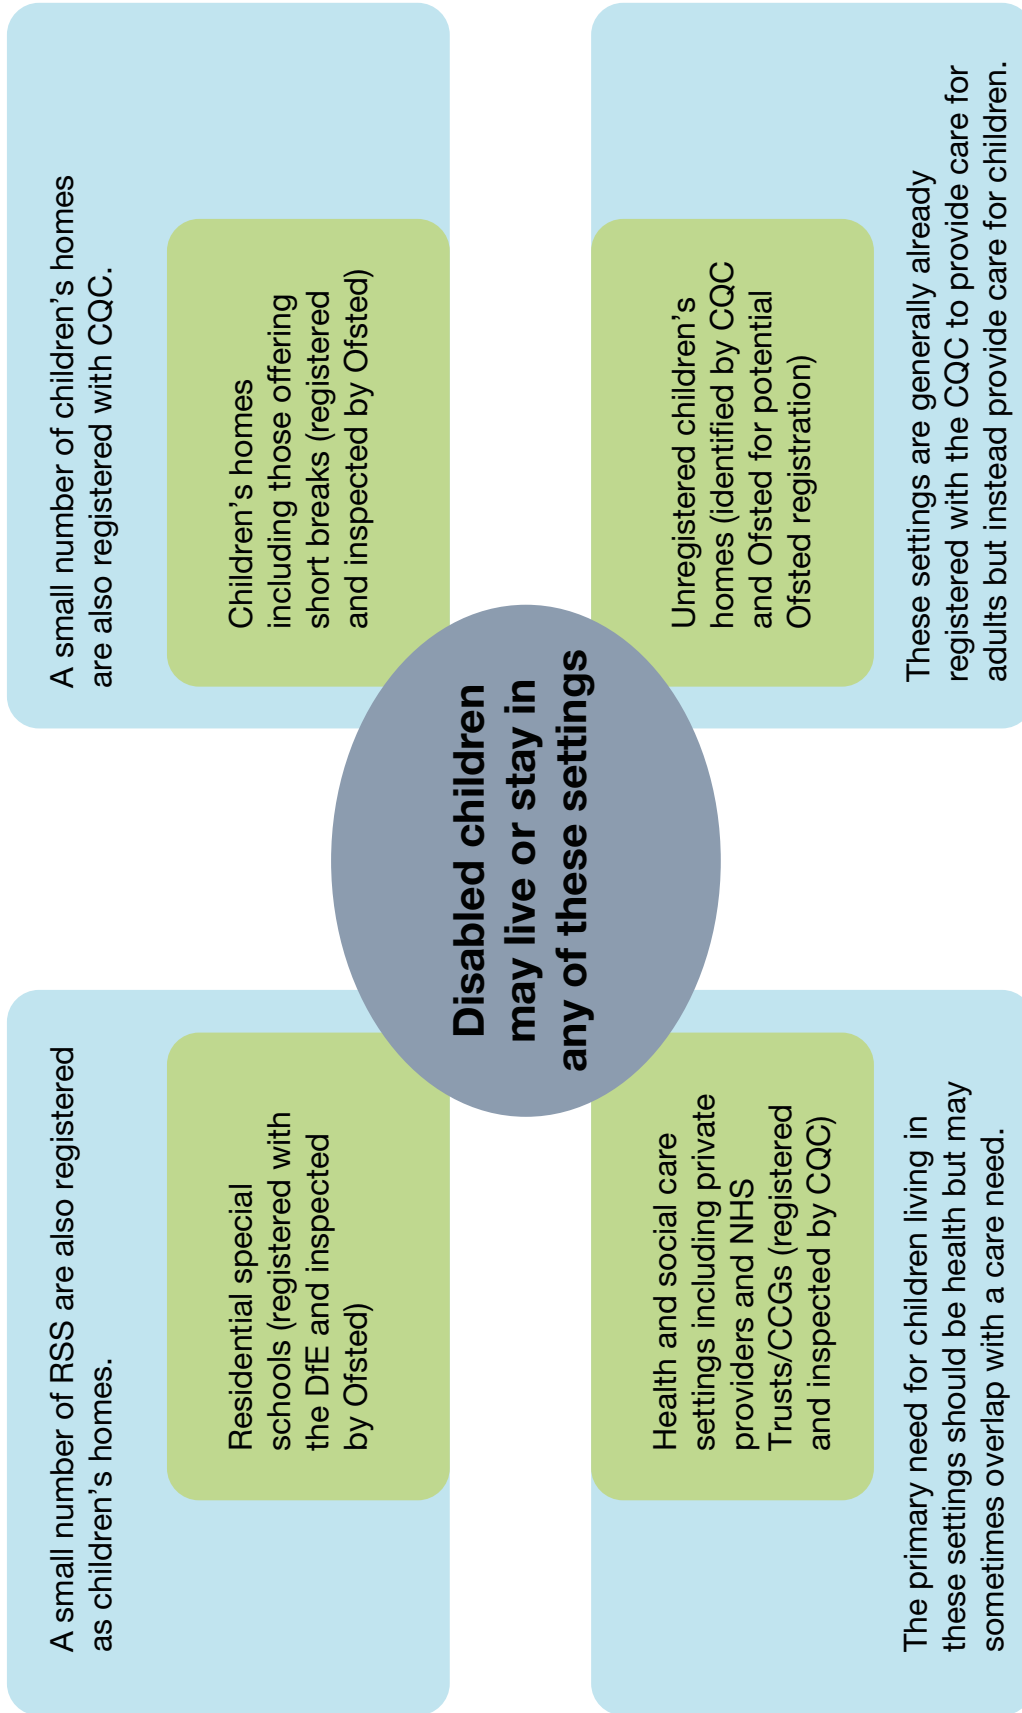 A small number of RSS are also registered
as children's homes.
Residential special
schools (registered with
the DfE and inspected
by Ofsted)
A small number of children's homes
are also registered with CQC.
Children's homes
including those offering
short breaks (registered
and inspected by Ofsted)
Disabled children
may live or stay in
any of these settings
Health and social care
settings including private
providers and NHS
Trusts/CCGs (registered
and inspected by CQC)
The primary need for children living in
these settings should be health but may
sometimes overlap with a care need.
Unregistered children's
homes (identified by CQC
and Ofsted for potential
Ofsted registration)
These settings are generally already
registered with the CQC to provide care for
adults but instead provide care for children.